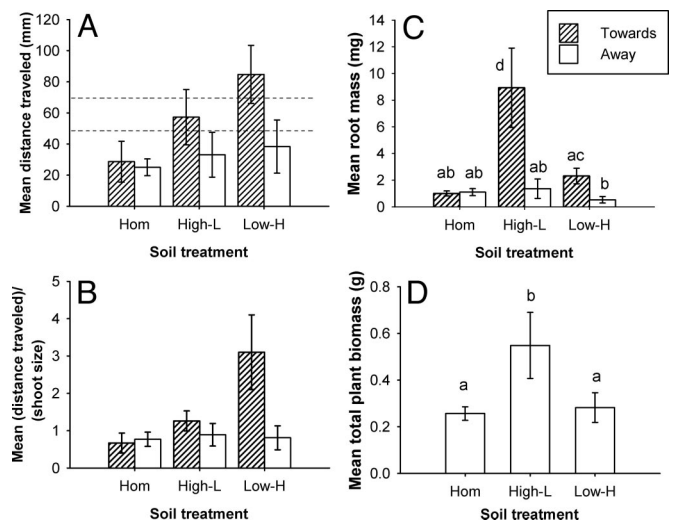 A
Mean distance traveled (mm)
120
100
80
60
40
20
0
Hom High-L Low-H
Soil treatment
C
Mean root mass (mg)
14
12
10
8
6
4
2
0
d
ab ab ab ac b
Hom High-L Low-H
Soil treatment
Towards
Away
B
Mean (distance traveled)/
(shoot size)
5
4
3
2
1
0
Hom High-L Low-H
Soil treatment
D
Mean total plant biomass (g)
0.8
0.6
0.4
0.2
0.0
a b a
Hom High-L Low-H
Soil treatment